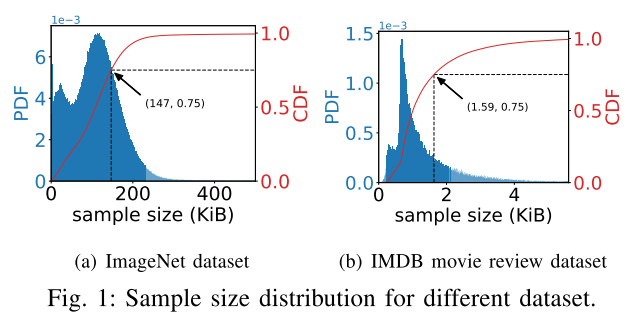 1e−3
6
4
2
0
PDF
1.0
0.5
0.0
CDF
(147, 0.75)
0
200
400
sample size (KiB)
(a) ImageNet dataset
1e−3
1.5
1.0
0.5
0.0
PDF
1.0
0.5
0.0
CDF
(1.59, 0.75)
0
2
4
sample size (KiB)
(b) IMDB movie review dataset
Fig. 1: Sample size distribution for different dataset.